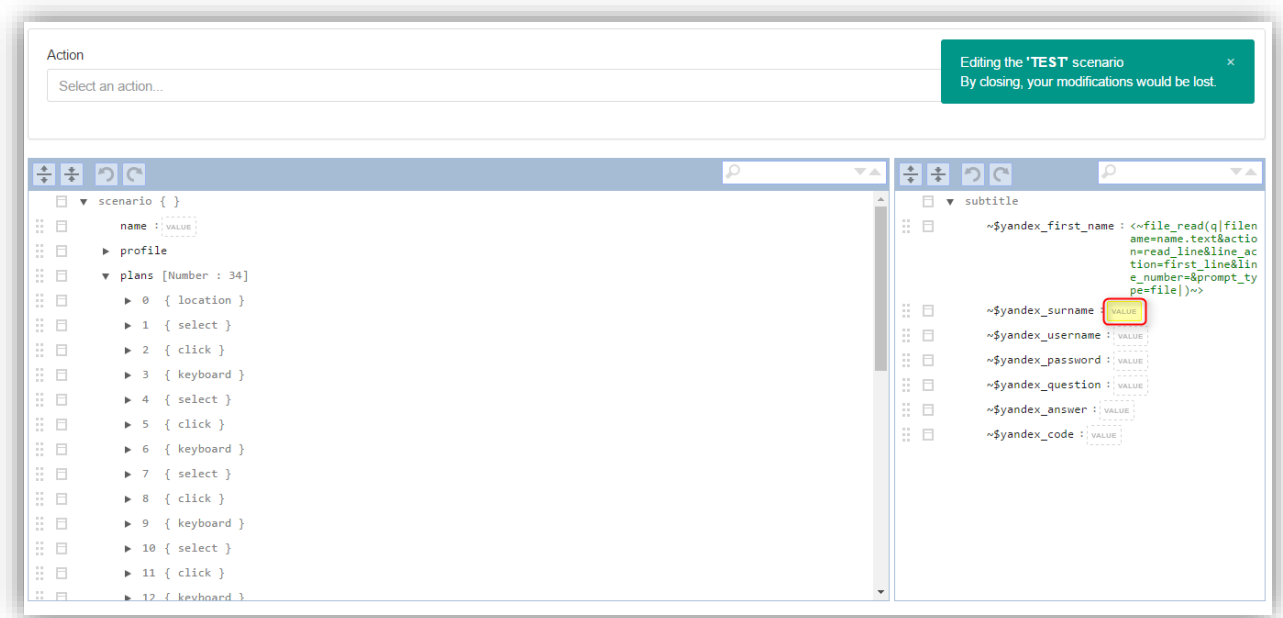 Action
Select an action...
Editing the 'TEST' scenario ×
By closing, your modifications would be lost.
scenario { }
name : VALUE
profile
plans [Number : 34]
0 { location }
1 { select }
2 { click }
3 { keyboard }
4 { select }
5 { click }
6 { keyboard }
7 { select }
8 { click }
9 { keyboard }
10 { select }
11 { click }
12 { keyboard }
subtitle
~$yandex_first_name : <~file_read(q|filen
ame=name.text&actio
n=read_line&line_ac
tion=first_line&lin
e_number=&prompt_ty
pe=file|)~>
~$yandex_surname : VALUE
~$yandex_username : VALUE
~$yandex_password : VALUE
~$yandex_question : VALUE
~$yandex_answer : VALUE
~$yandex_code : VALUE